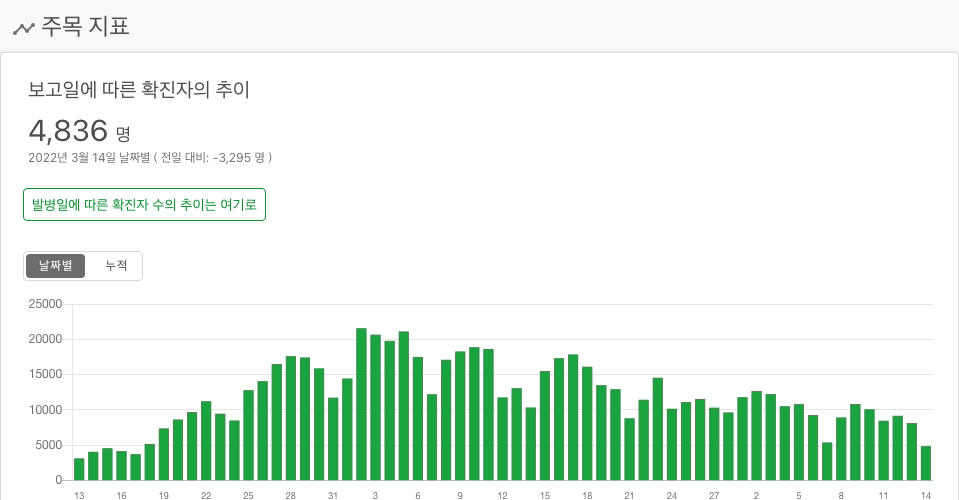 주목 지표
보고일에 따른 확진자의 추이
4,836 명
2022년 3월 14일 날짜별 ( 전일 대비: -3,295 명 )
발병일에 따른 확진자 수의 추이는 여기로
날짜별 누적
25000
20000
15000
10000
5000
0
13 16 19 22 25 28 31 3 6 9 12 15 18 21 24 27 2 5 8 11 14